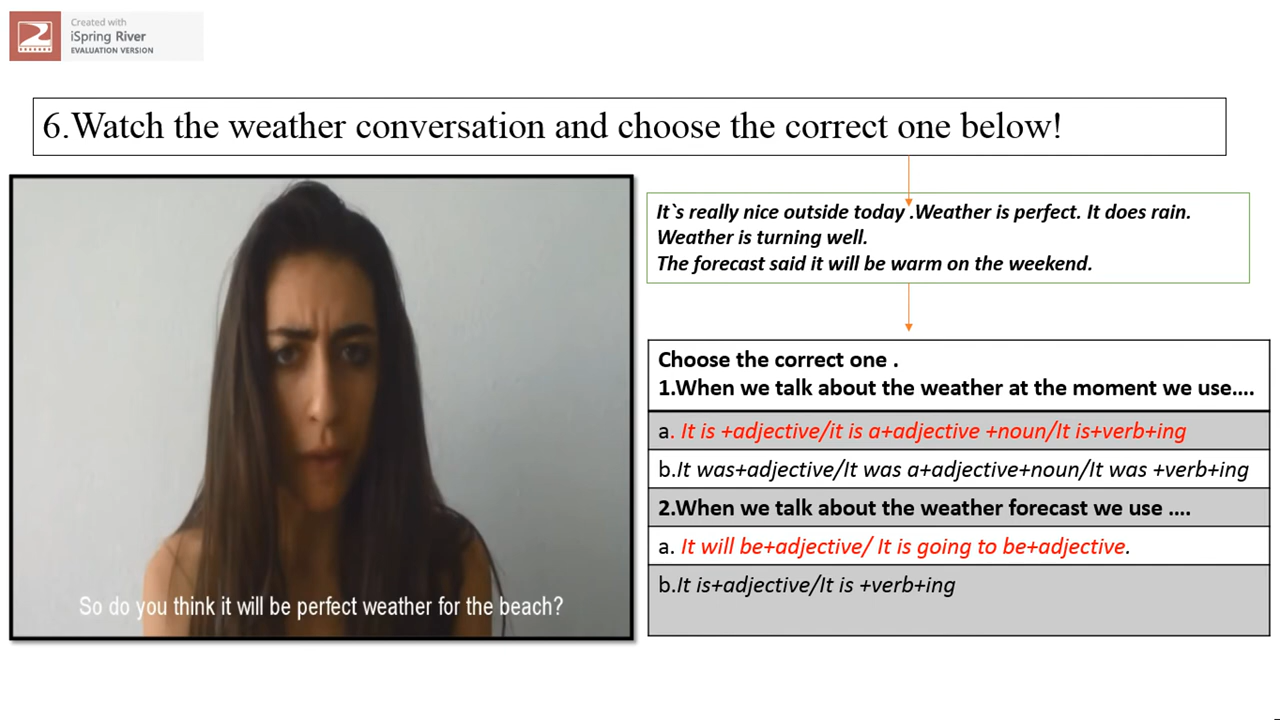 Created with
iSpring River
EVALUATION VERSION
6.Watch the weather conversation and choose the correct one below!
It`s really nice outside today .Weather is perfect. It does rain.
Weather is turning well.
The forecast said it will be warm on the weekend.
Choose the correct one .
1.When we talk about the weather at the moment we use....
a. It is +adjective/it is a+adjective +noun/It is+verb+ing
b.It was+adjective/It was a+adjective+noun/It was +verb+ing
2.When we talk about the weather forecast we use ....
a. It will be+adjective/ It is going to be+adjective.
b.It is+adjective/It is +verb+ing
So do you think it will be perfect weather for the beach?